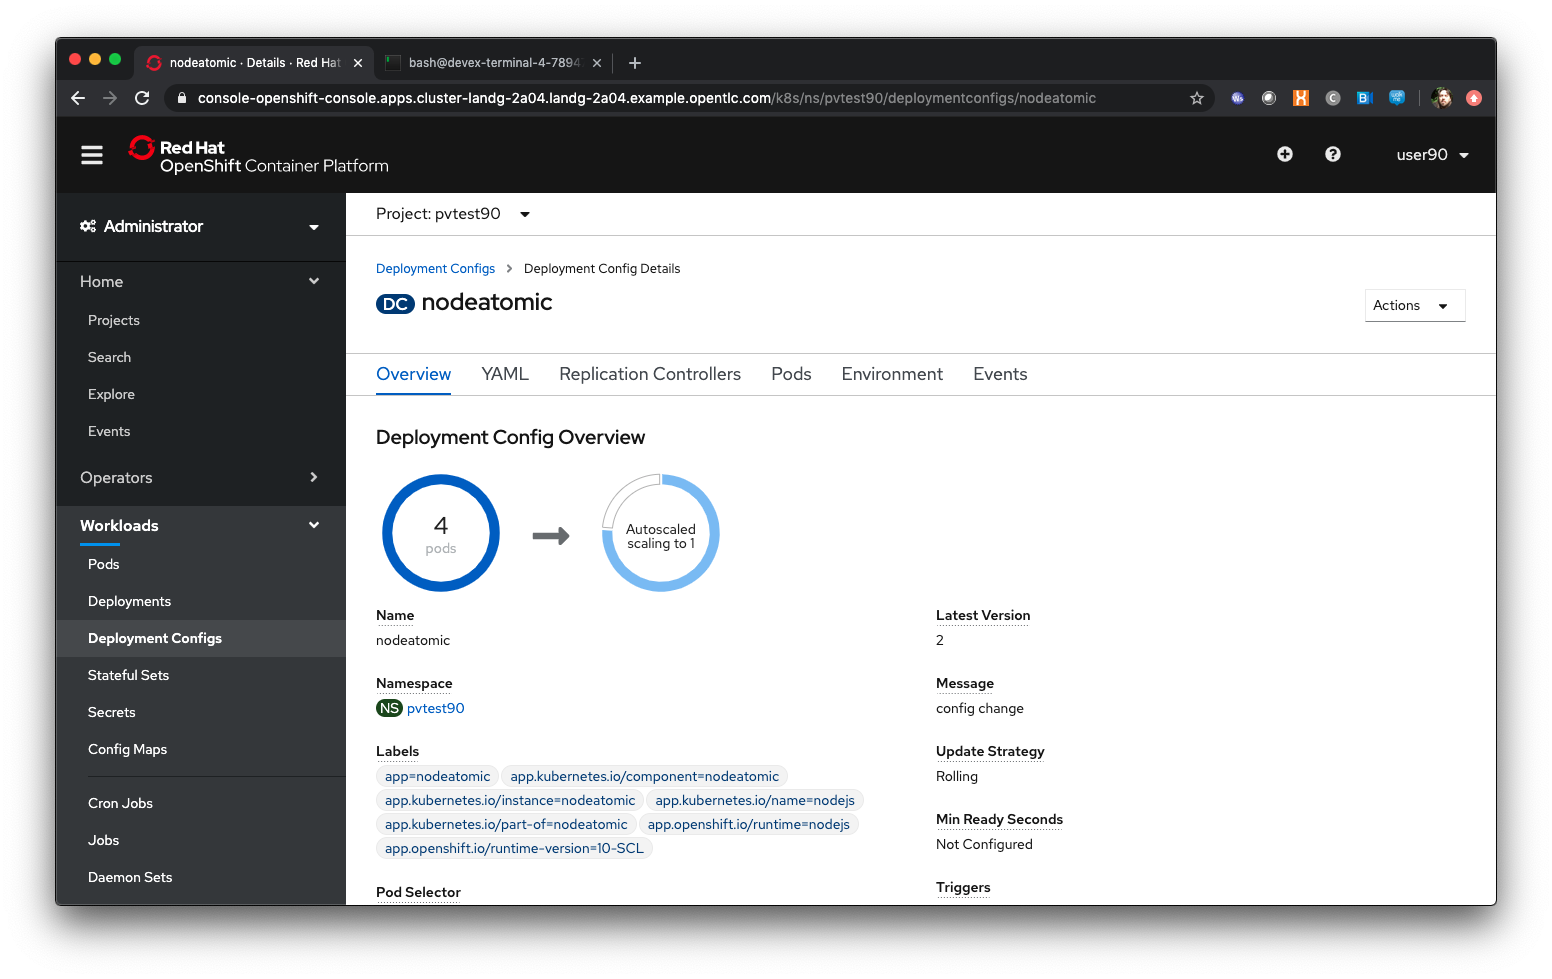 nodeatomic · Details · Red Hat
bash@devex-terminal-4-7894
console-openshift-console.apps.cluster-landg-2a04.landg-2a04.example.opentlc.com/k8s/ns/pvtest90/deploymentconfigs/nodeatomic
Red Hat
OpenShift Container Platform
user90
Administrator
Home
Projects
Search
Explore
Events
Operators
Workloads
Pods
Deployments
Deployment Configs
Stateful Sets
Secrets
Config Maps
Cron Jobs
Jobs
Daemon Sets
Project: pvtest90
Deployment Configs > Deployment Config Details
DC nodeatomic
Actions
Overview YAML Replication Controllers Pods Environment Events
Deployment Config Overview
4
pods
Autoscaled
scaling to 1
Name
nodeatomic
Namespace
NS pvtest90
Labels
app=nodeatomic app.kubernetes.io/component=nodeatomic
app.kubernetes.io/instance=nodeatomic app.kubernetes.io/name=nodejs
app.kubernetes.io/part-of=nodeatomic app.openshift.io/runtime=nodejs
app.openshift.io/runtime-version=10-SCL
Pod Selector
Latest Version
2
Message
config change
Update Strategy
Rolling
Min Ready Seconds
Not Configured
Triggers